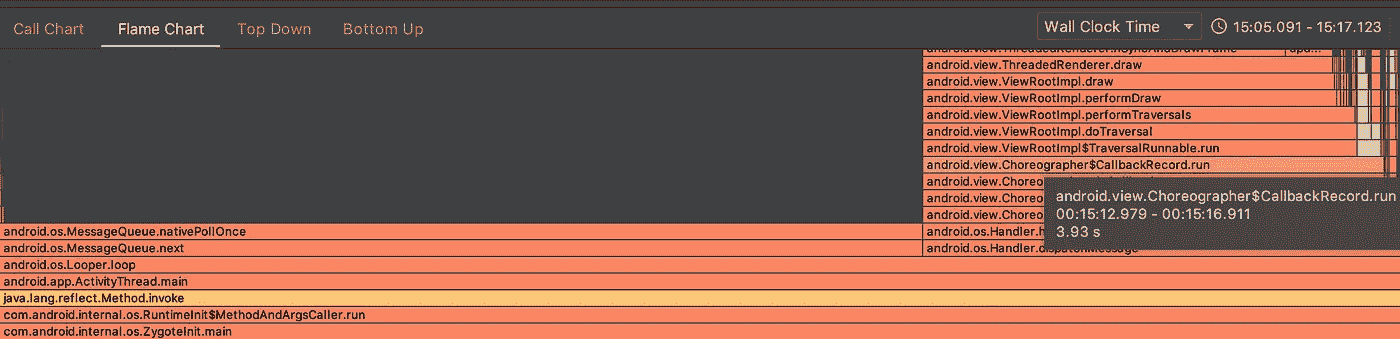 Call Chart Flame Chart Top Down Bottom Up Wall Clock Time 15:05.091 - 15:17.123
android.view.ThreadedRenderer.nSyncAndDrawFrame upd...
android.view.ThreadedRenderer.draw
android.view.ViewRootImpl.draw
android.view.ViewRootImpl.performDraw
android.view.ViewRootImpl.performTraversals
android.view.ViewRootImpl.doTraversal
android.view.ViewRootImpl$TraversalRunnable.run
android.view.Choreographer$CallbackRecord.run
android.view.Choreo
android.view.Choreo
android.view.Choreo
android.view.Choreographer$CallbackRecord.run
00:15:12.979 - 00:15:16.911
3.93 s
android.os.MessageQueue.nativePollOnce android.os.Handler.h
android.os.MessageQueue.next android.os.Handler.dispatchMessage
android.os.Looper.loop
android.app.ActivityThread.main
java.lang.reflect.Method.invoke
com.android.internal.os.RuntimeInit$MethodAndArgsCaller.run
com.android.internal.os.ZygoteInit.main